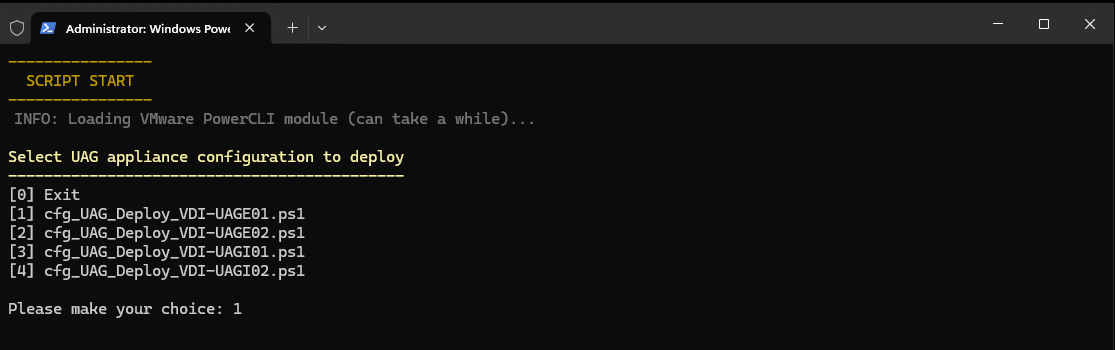 Administrator: Windows Powe
----------------
SCRIPT START
----------------
INFO: Loading VMware PowerCLI module (can take a while)...
Select UAG appliance configuration to deploy
--------------------------------------------
[0] Exit
[1] cfg_UAG_Deploy_VDI-UAGE01.ps1
[2] cfg_UAG_Deploy_VDI-UAGE02.ps1
[3] cfg_UAG_Deploy_VDI-UAGI01.ps1
[4] cfg_UAG_Deploy_VDI-UAGI02.ps1
Please make your choice: 1